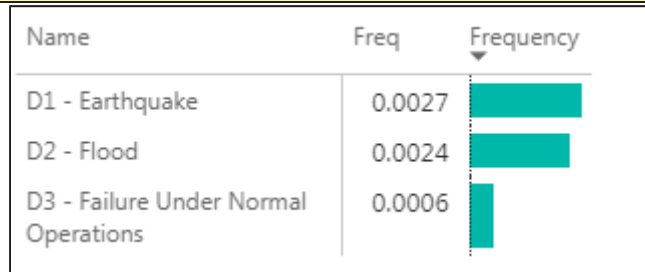 Name Freq Frequency
D1 - Earthquake 0.0027
D2 - Flood 0.0024
D3 - Failure Under Normal 0.0006
Operations